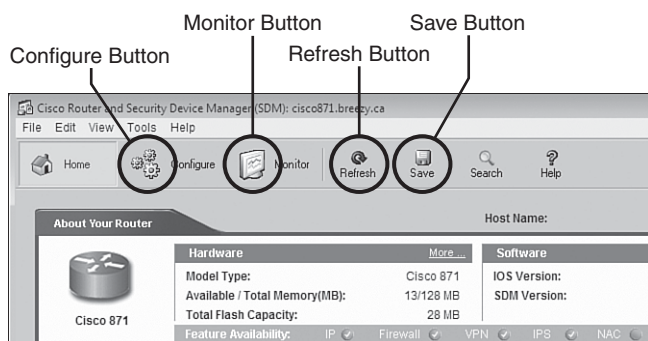 Monitor Button
Save Button
Configure Button
Refresh Button
Cisco Router and Security Device Manager (SDM): cisco871.breezy.ca
File Edit View Tools Help
Home Configure Monitor Refresh Save Search Help
About Your Router
Host Name:
Hardware More ... Software
Model Type: Cisco 871 IOS Version:
Available / Total Memory(MB): 13/128 MB SDM Version:
Total Flash Capacity: 28 MB
Cisco 871
Feature Availability: IP Firewall VPN IPS NAC